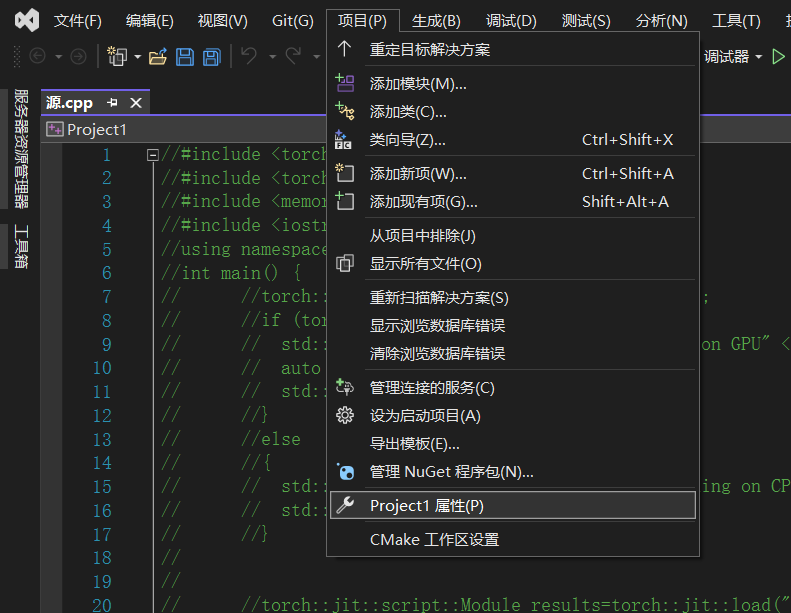 文件(F) 编辑(E) 视图(V) Git(G) 项目(P) 生成(B) 调试(D) 测试(S) 分析(N) 工具(T)
调试器
服务器资源管理器
工具箱
源.cpp
Project1
重定目标解决方案
添加模块(M)...
添加类(C)...
类向导(Z)... Ctrl+Shift+X
添加新项(W)... Ctrl+Shift+A
添加现有项(G)... Shift+Alt+A
从项目中排除(J)
显示所有文件(O)
重新扫描解决方案(S)
显示浏览数据库错误
清除浏览数据库错误
管理连接的服务(C)
设为启动项目(A)
导出模板(E)...
管理 NuGet 程序包(N)...
Project1 属性(P)
CMake 工作区设置
1 //#include <torch
2 //#include <torch
3 //#include <memor
4 //#include <iostr
5 //using namespace
6 //int main() {
7 // //torch:: ;
8 // //if (tor
9 // // std:: on GPU" <
10 // // auto
11 // // std::
12 // //}
13 // //else
14 // //{
15 // // std:: ing on CP
16 // // std::
17 // //}
18 //
19 //
20 // //torch::jit::script::Module results=torch::jit::load("